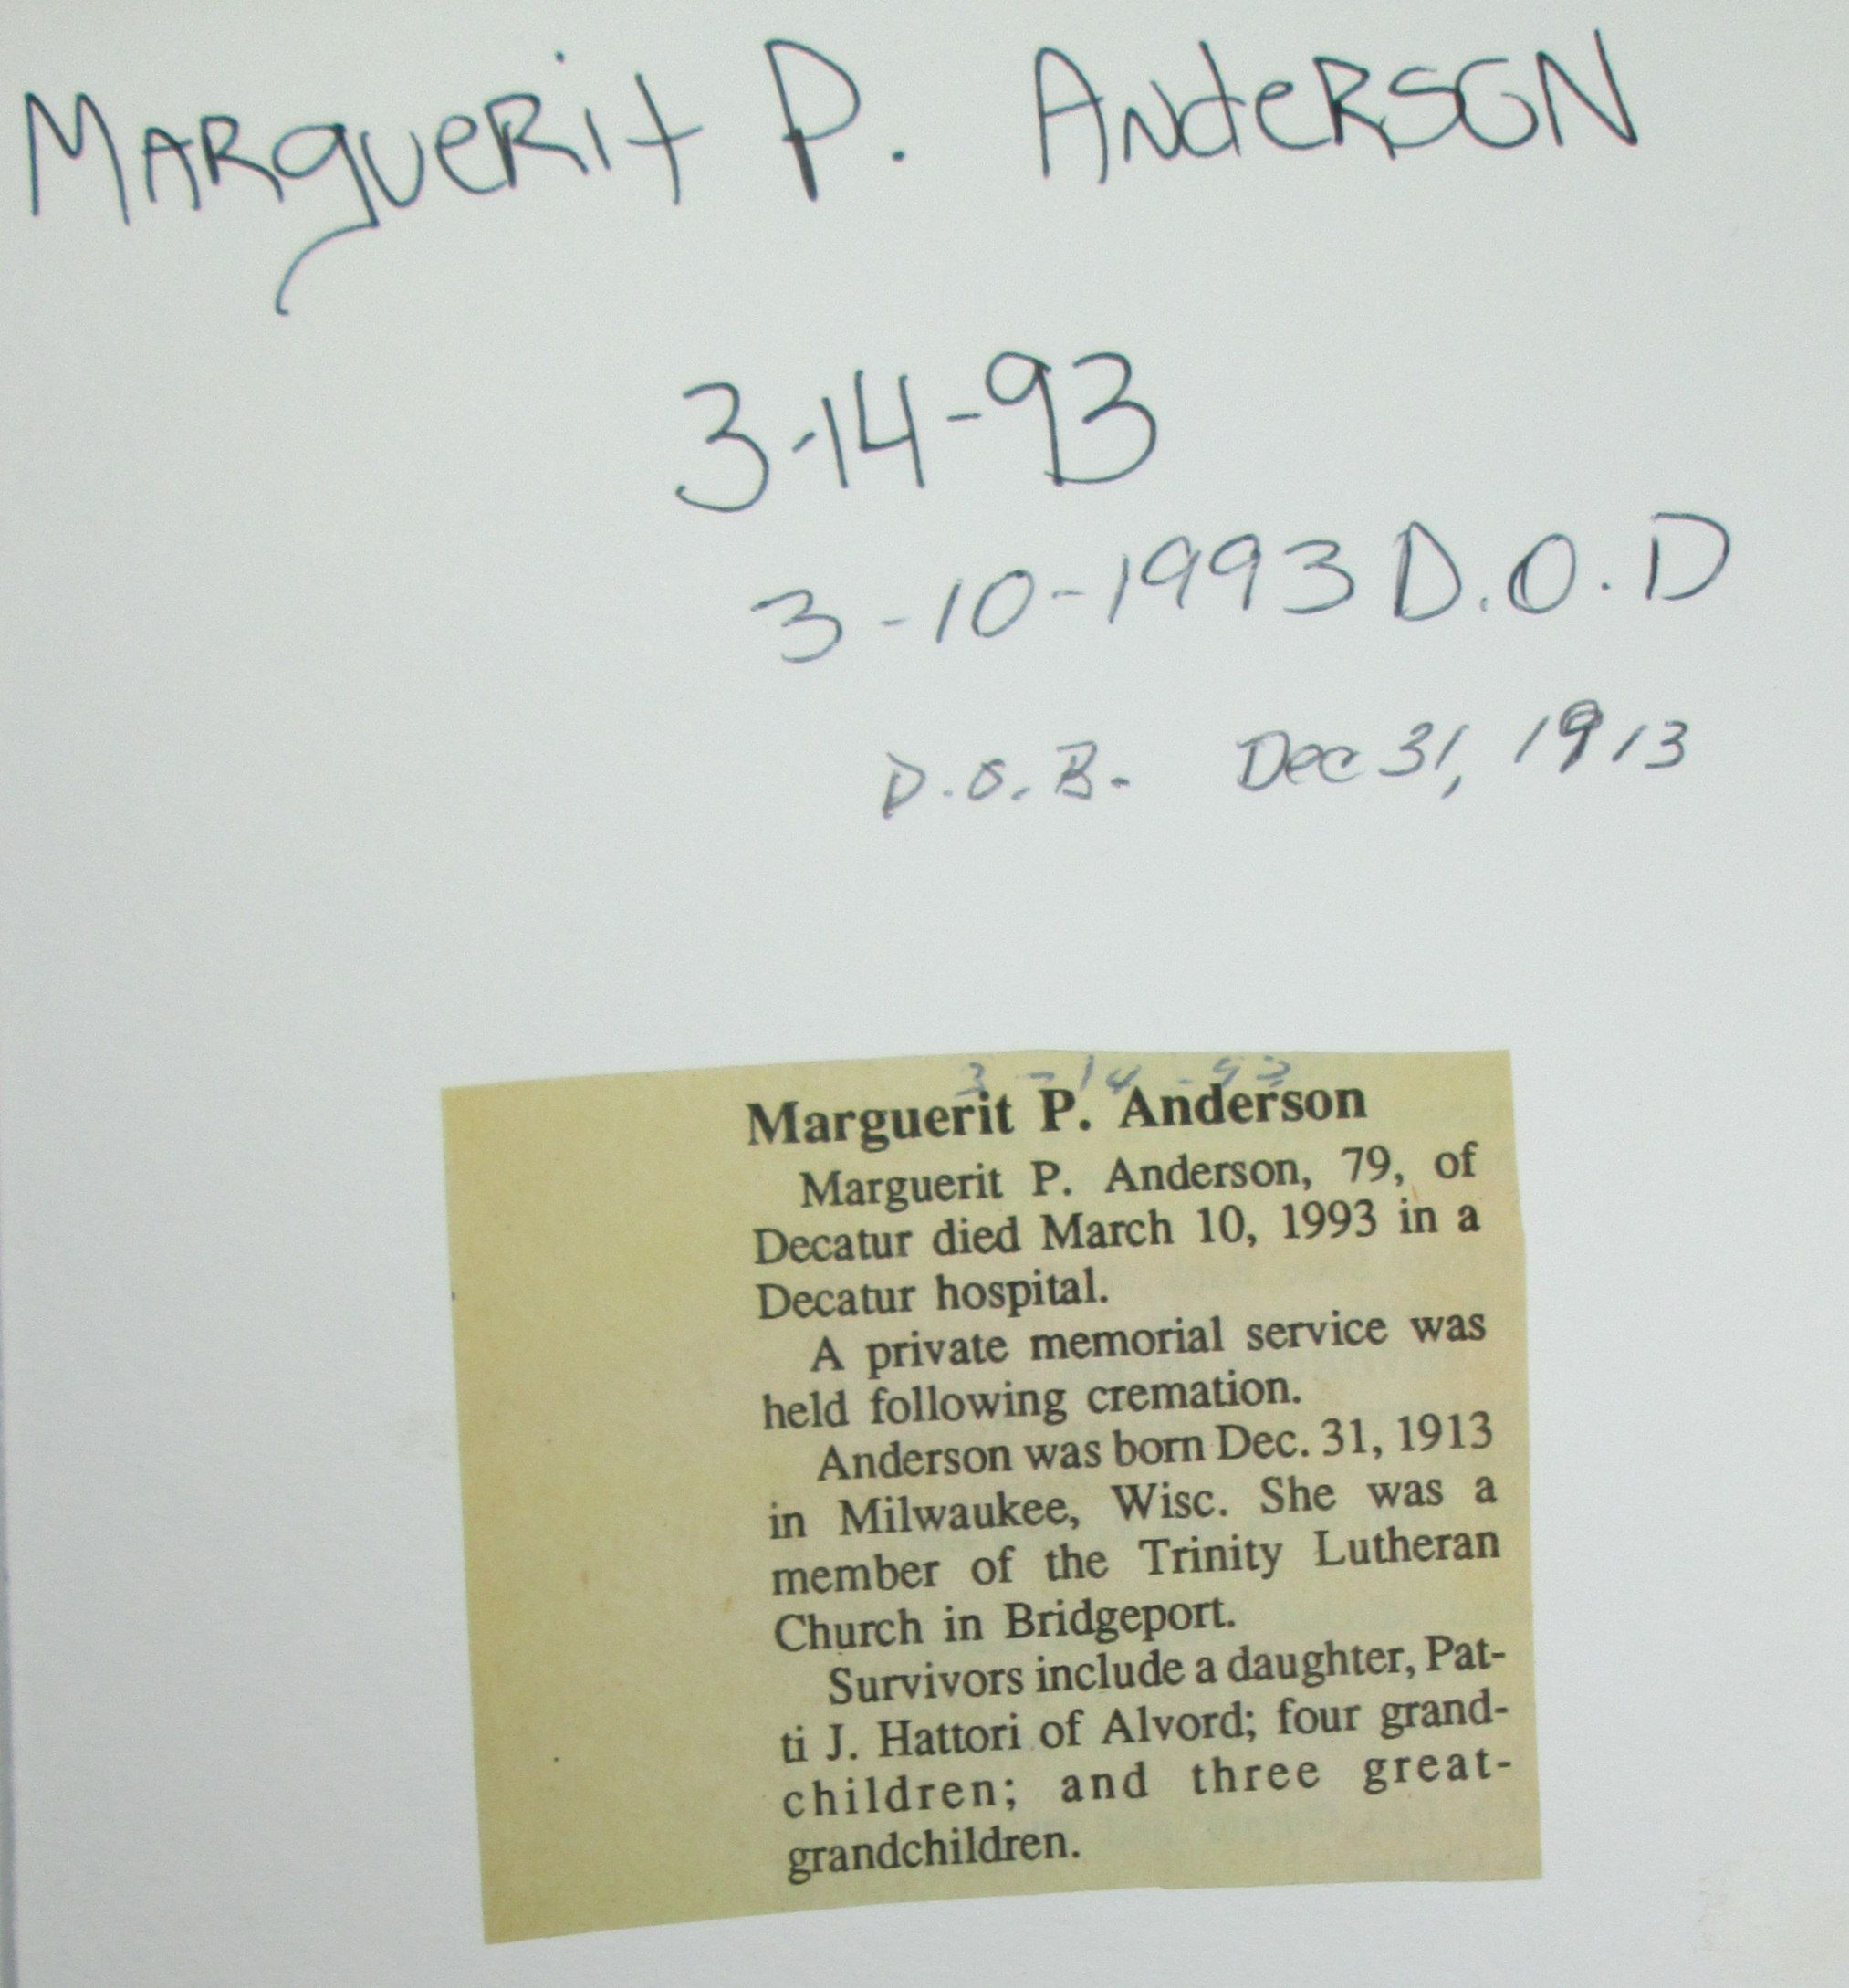 Marguerit P. Anderson
3-14-93
3-10-1993 D.O.D
D.O.B. Dec 31, 1913
3-14-93
Marguerit P. Anderson
Marguerit P. Anderson, 79, of
Decatur died March 10, 1993 in a
Decatur hospital.
A private memorial service was
held following cremation.
Anderson was born Dec. 31, 1913
in Milwaukee, Wisc. She was a
member of the Trinity Lutheran
Church in Bridgeport.
Survivors include a daughter, Pat-
ti J. Hattori of Alvord; four grand-
children; and three great-
grandchildren.